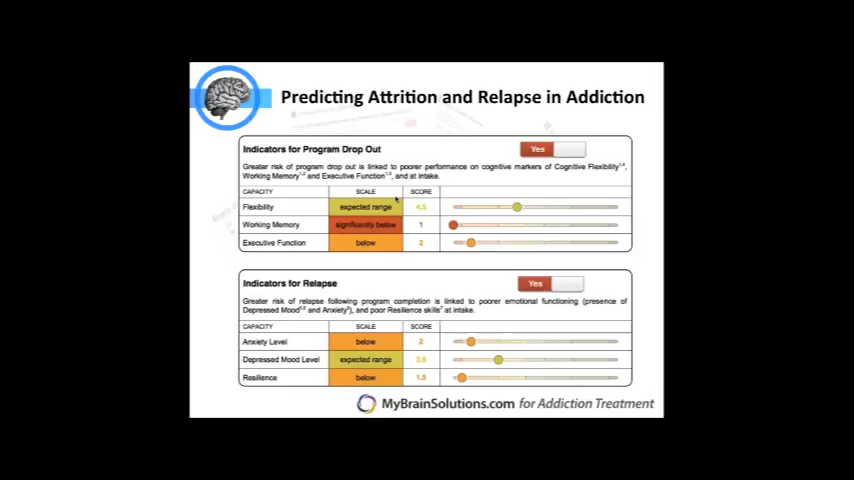 Predicting Attrition and Relapse in Addiction
Indicators for Program Drop Out
Yes
Greater risk of program drop out is linked to poorer performance on cognitive markers of Cognitive Flexibility
Working Memory and Executive Function and at intake.
CAPACITY SCALE SCORE
Flexibility expected range 4.5
Working Memory significantly below 1
Executive Function below 2
Indicators for Relapse
Yes
Greater risk of relapse following program completion is linked to poorer emotional functioning (presence of
Depressed Mood and Anxiety), and poor Resilience skills at intake.
CAPACITY SCALE SCORE
Anxiety Level below 2
Depressed Mood Level expected range 3.5
Resilience below 1.5
MyBrainSolutions.com for Addiction Treatment